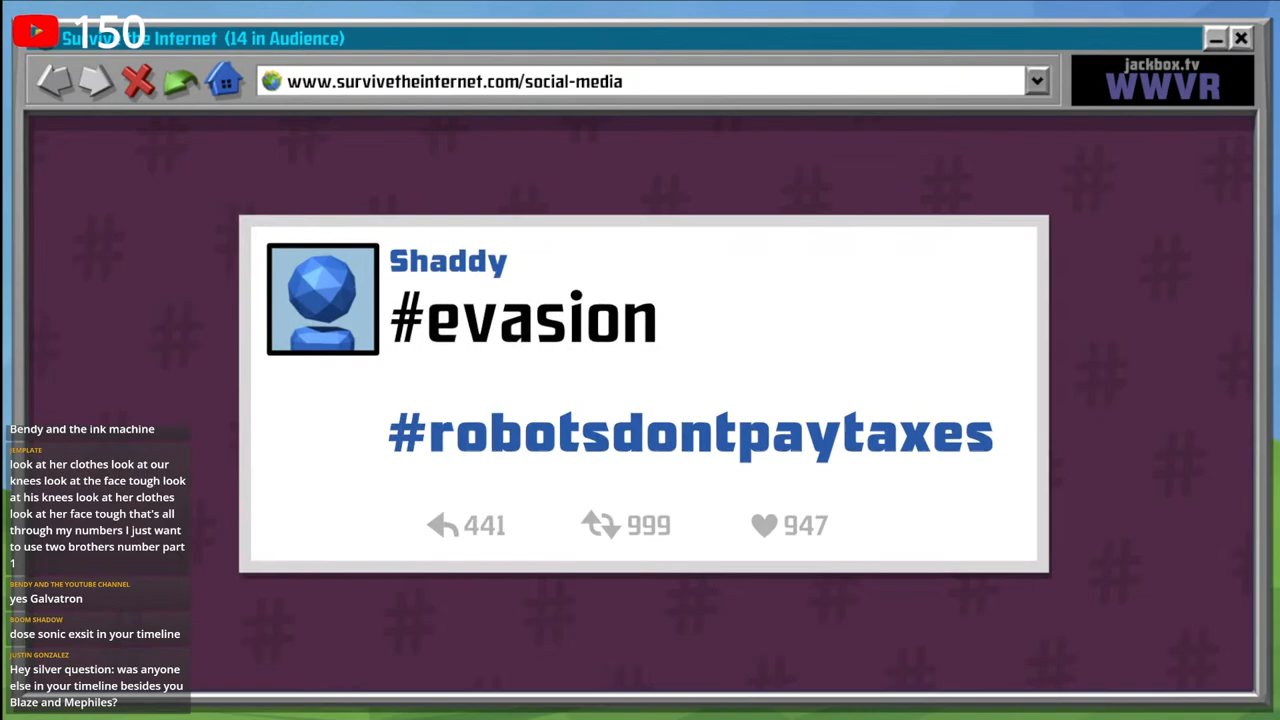 150
Survive the Internet (14 in Audience)
www.survivetheinternet.com/social-media
jackbox.tv
WWVR
Shaddy
#evasion
#robotsdontpaytaxes
441 999 947
Bendy and the ink machine
JEMPLATE
look at her clothes look at our
knees look at the face tough look
at his knees look at her clothes
look at her face tough that's all
through my numbers I just want
to use two brothers number part
1
BENDY AND THE YOUTUBE CHANNEL
yes Galvatron
BOOM SHADOW
dose sonic exsit in your timeline
JUSTIN GONZALEZ
Hey silver question: was anyone
else in your timeline besides you
Blaze and Mephiles?